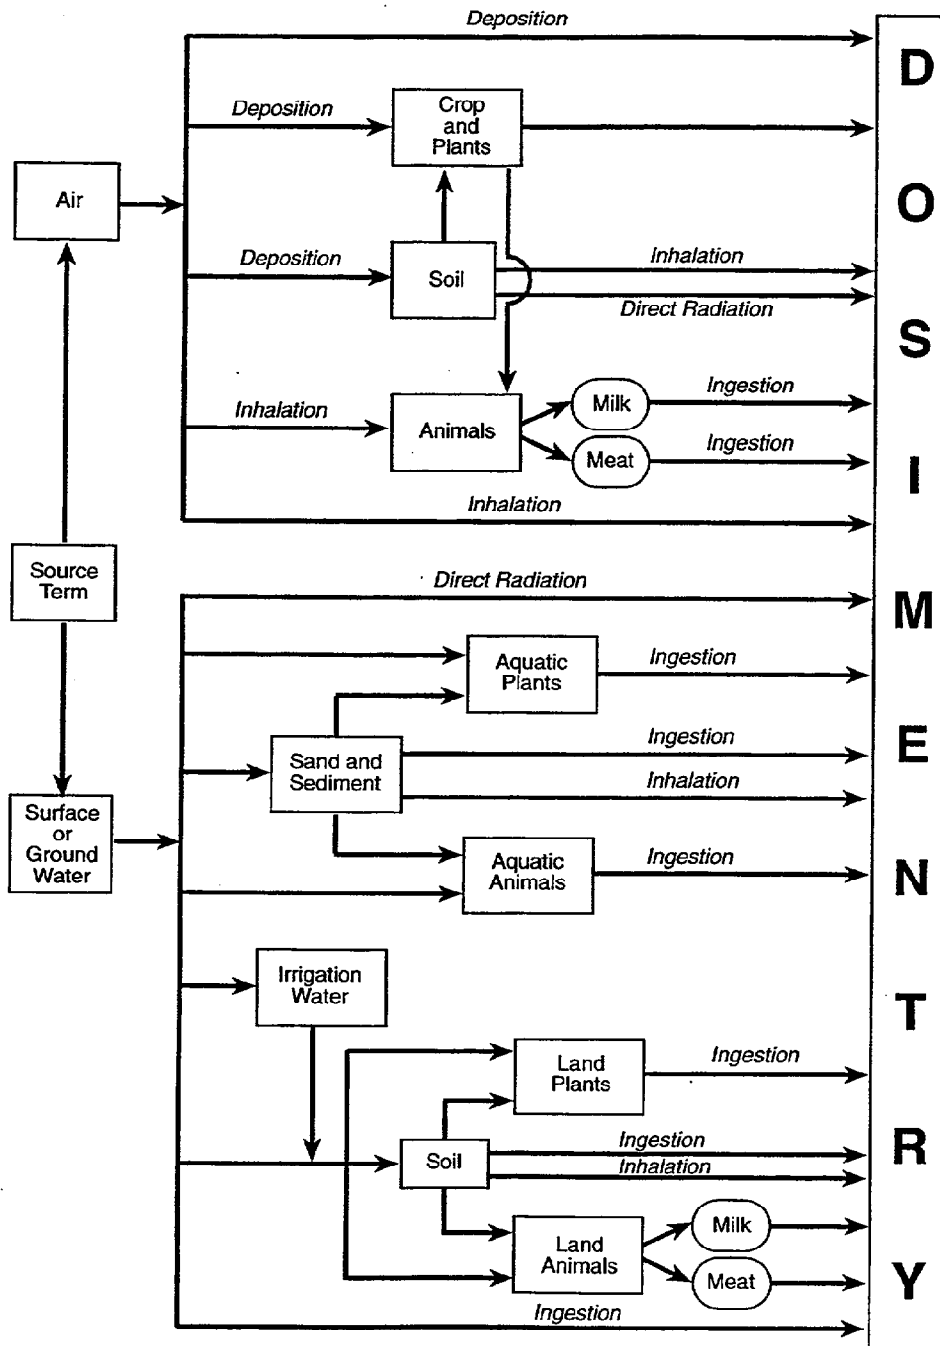 Deposition
Deposition
Crop
and
Plants
Air
Deposition
Soil
Inhalation
Direct Radiation
Inhalation
Animals
Milk
Ingestion
Meat
Ingestion
Inhalation
Source
Term
Direct Radiation
Aquatic
Plants
Ingestion
Sand and
Sediment
Ingestion
Inhalation
Surface
or
Ground
Water
Aquatic
Animals
Ingestion
Irrigation
Water
Land
Plants
Ingestion
Soil
Ingestion
Inhalation
Land
Animals
Milk
Meat
Ingestion
D
O
S
I
M
E
N
T
R
Y